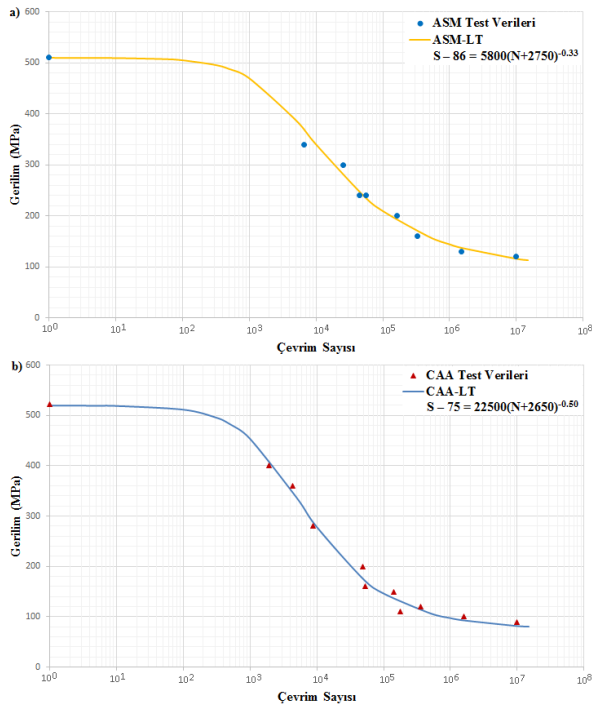 a)
600
500
400
300
200
100
0
Gerilim (MPa)
ASM Test Verileri
ASM-LT
S – 86 = 5800(N+2750)-0.33
10⁰ 10¹ 10² 10³ 10⁴ 10⁵ 10⁶ 10⁷ 10⁸
Çevrim Sayısı
b)
600
500
400
300
200
100
0
Gerilim (MPa)
CAA Test Verileri
CAA-LT
S – 75 = 22500(N+2650)-0.50
10⁰ 10¹ 10² 10³ 10⁴ 10⁵ 10⁶ 10⁷ 10⁸
Çevrim Sayısı